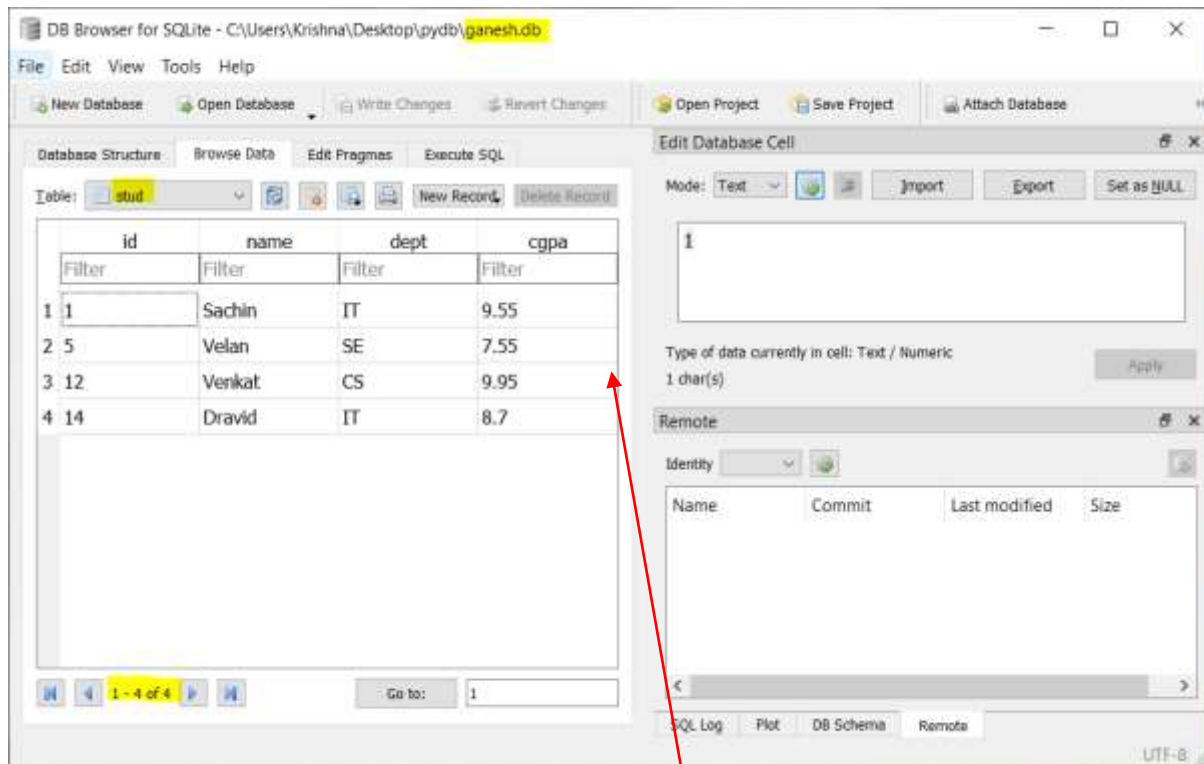 DB Browser for SQLite - C:\Users\Krishna\Desktop\pydb\ganesh.db
File Edit View Tools Help
New Database Open Database Write Changes Revert Changes Open Project Save Project Attach Database
Database Structure Browse Data Edit Pragmas Execute SQL
Table: stud New Record Delete Record
id name dept cgpa
Filter Filter Filter Filter
1 1 Sachin IT 9.55
2 5 Velan SE 7.55
3 12 Venkat CS 9.95
4 14 Dravid IT 8.7
1 - 4 of 4 Go to: 1
Edit Database Cell
Mode: Text Import Export Set as NULL
1
Type of data currently in cell: Text / Numeric
1 char(s)
Apply
Remote
Identity
Name Commit Last modified Size
SQL Log Plot DB Schema Remote
UTF-8